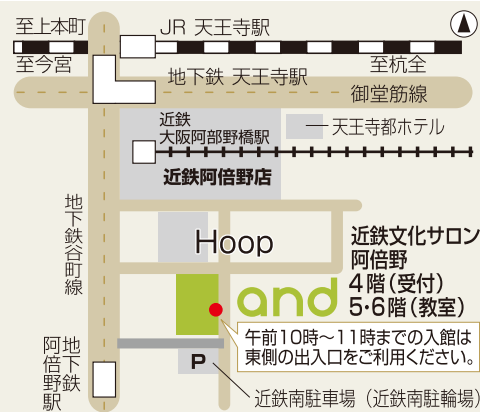 至上本町
JR 天王寺駅
至今宮
地下鉄 天王寺駅
至杭全
御堂筋線
近鉄
大阪阿部野橋駅
天王寺都ホテル
近鉄阿倍野店
地下鉄谷町線
Hoop
近鉄文化サロン
阿倍野
4階（受付）
5・6階（教室）
and
午前10時～11時までの入館は
東側の出入口をご利用ください。
地下鉄
阿倍野駅
P
近鉄南駐車場（近鉄南駐輪場）